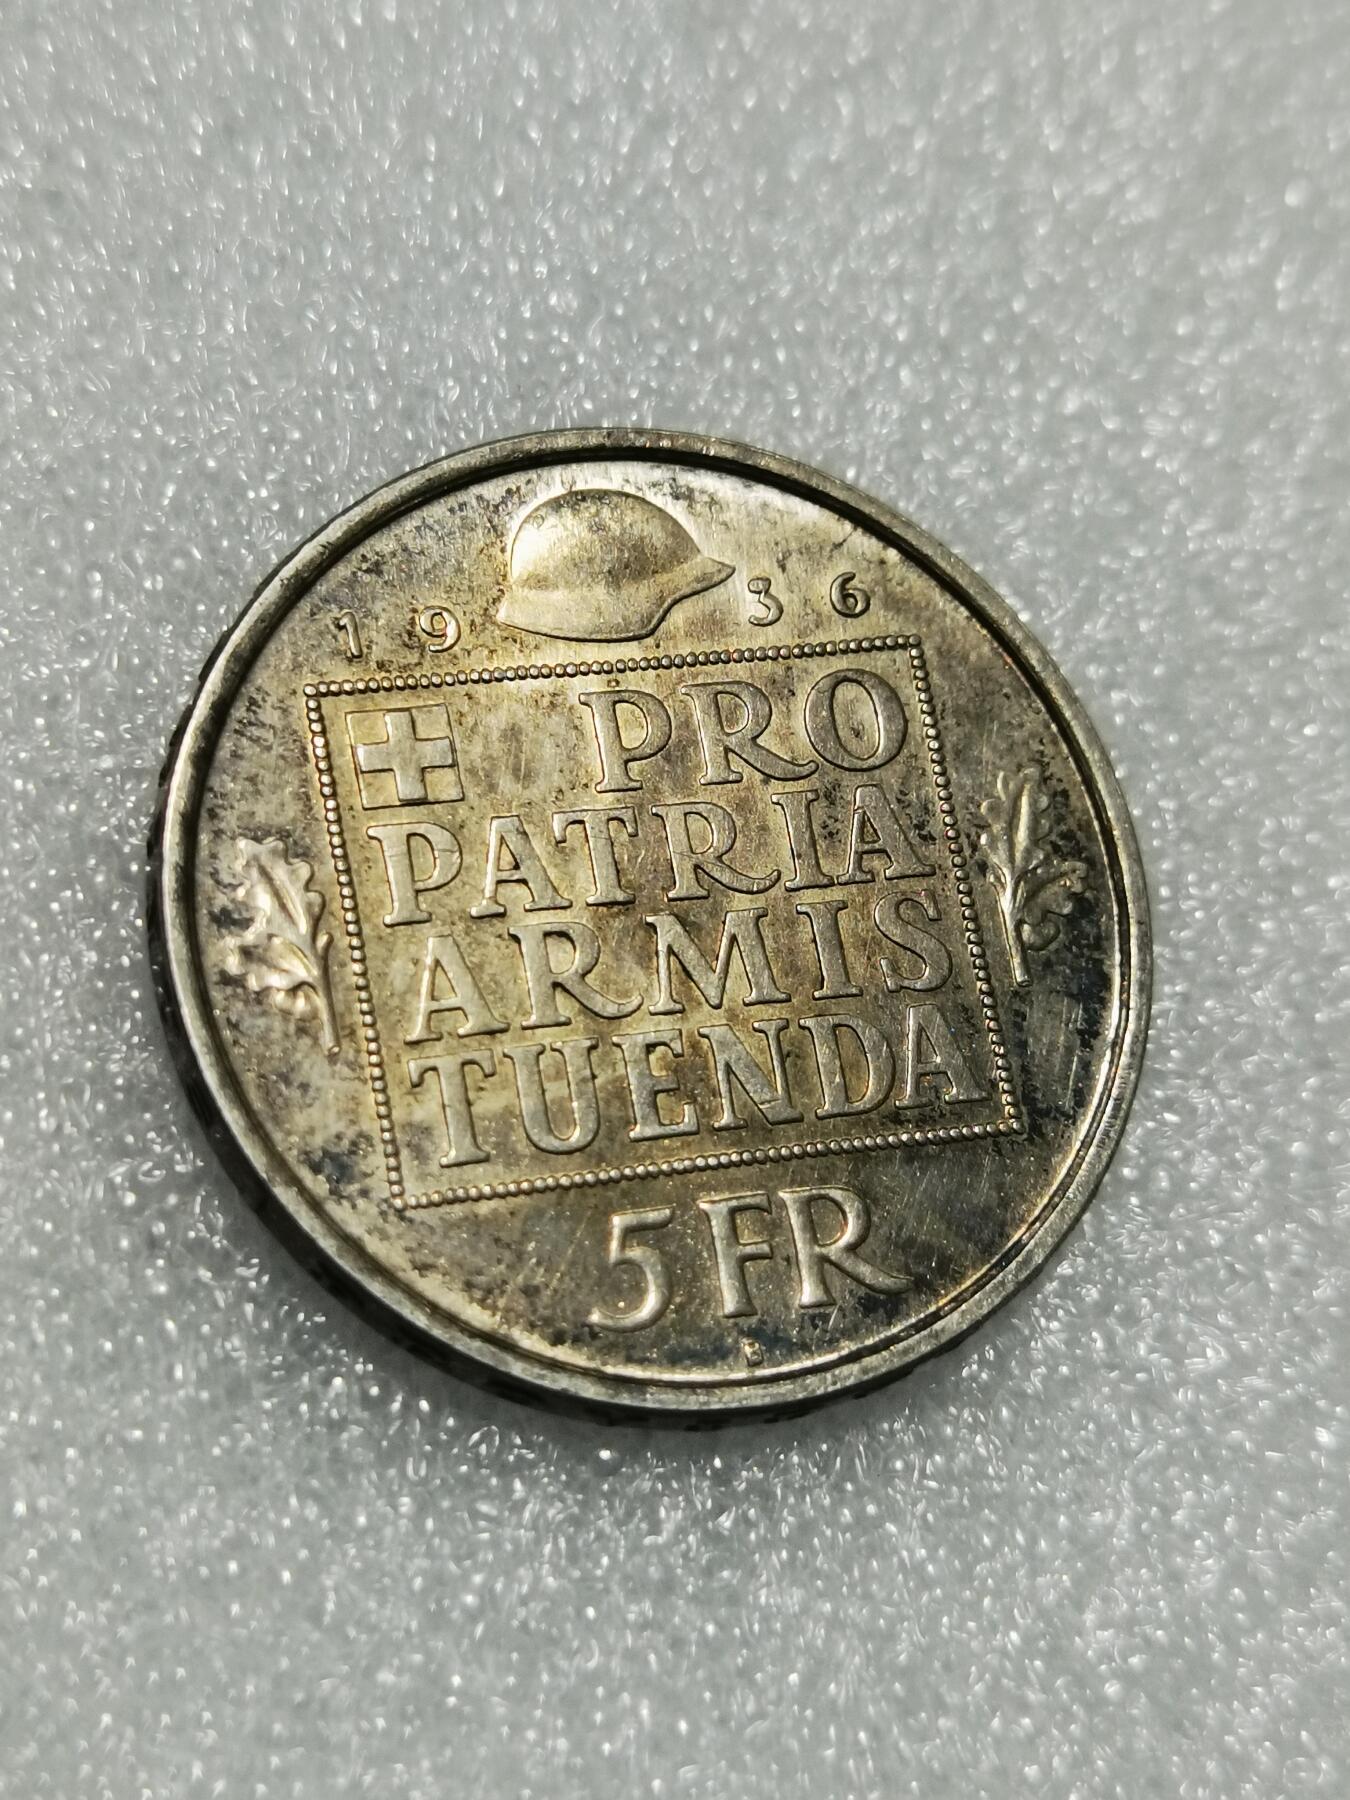 1936
PRO
PATRIA
ARMIS
TUENDA
5 FR
B